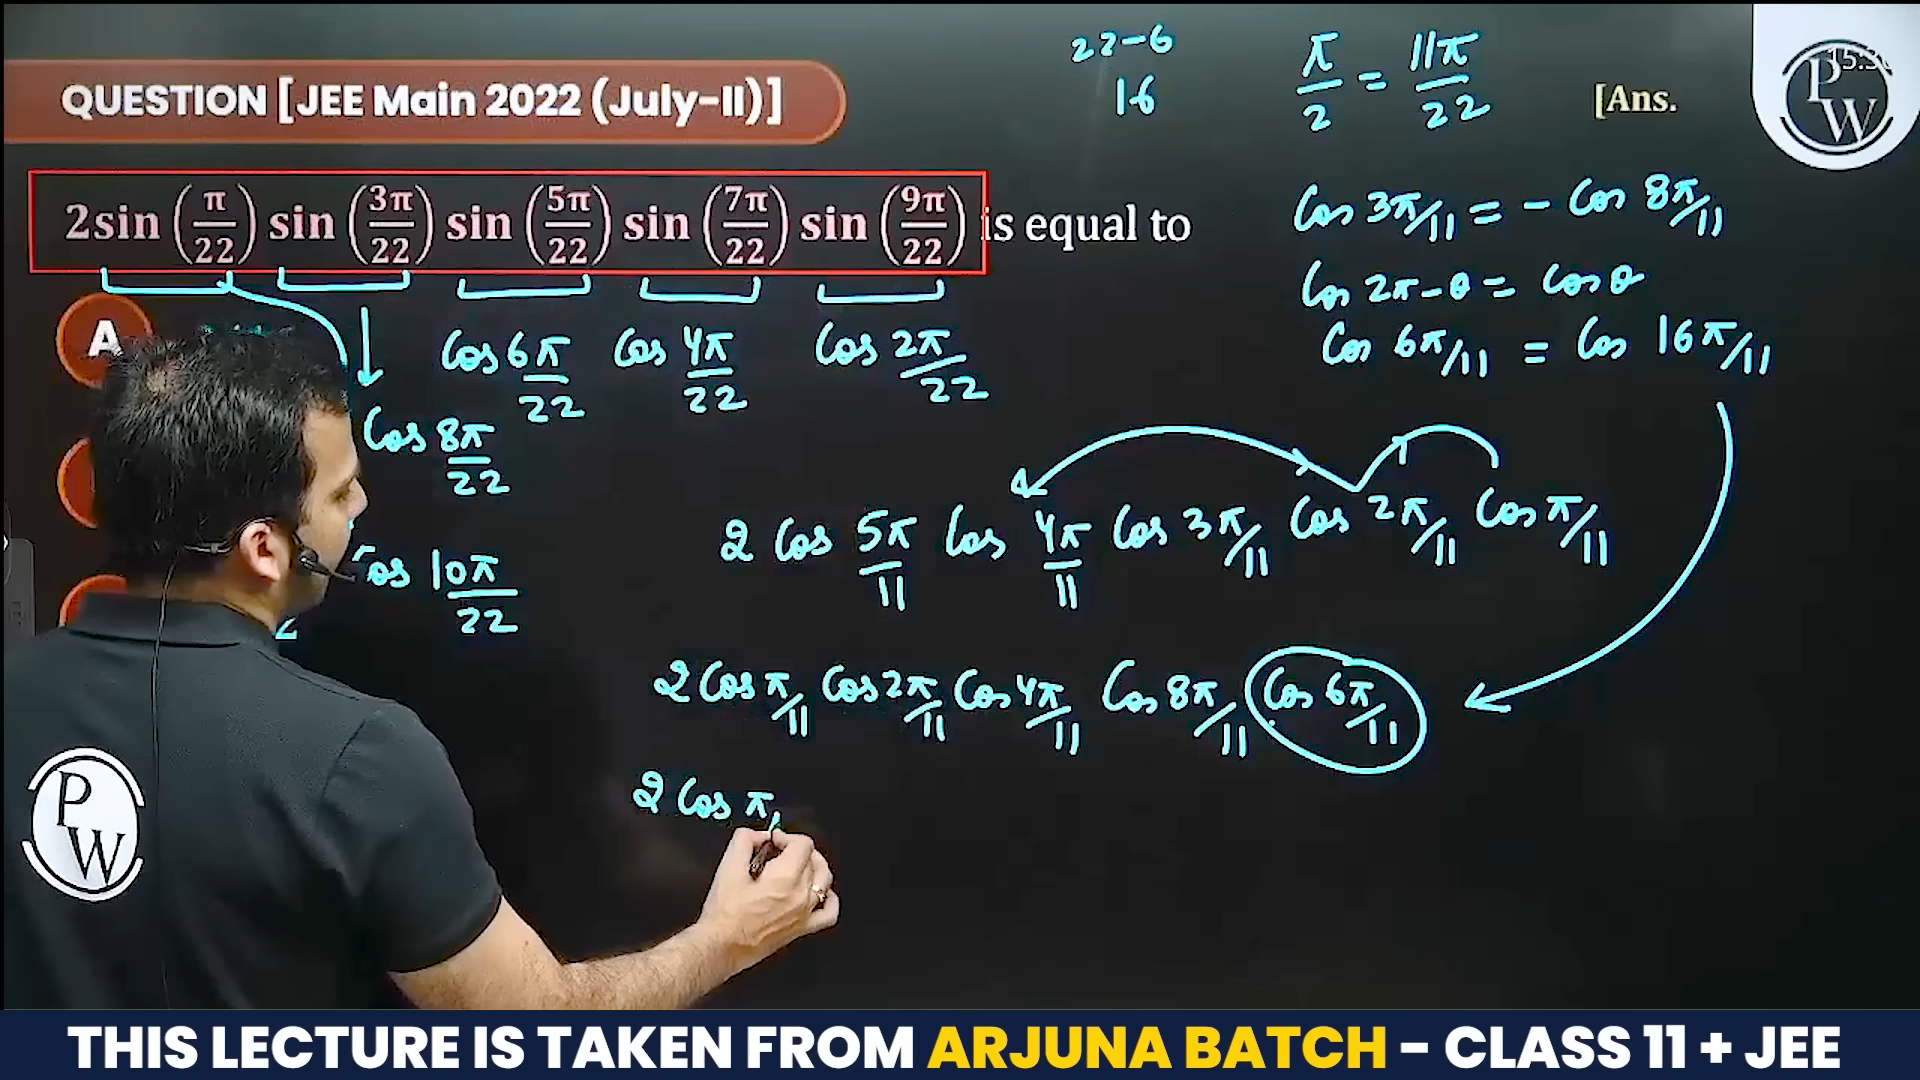 22-6
16
π/2 = 11π/22
15:3
QUESTION [JEE Main 2022 (July-II)]
[Ans.
PW
2sin (π/22) sin (3π/22) sin (5π/22) sin (7π/22) sin (9π/22) is equal to
Cos 3π/11 = - Cos 8π/11
Cos 2π-θ = Cosθ
Cos 6π/11 = Cos 16π/11
A
Cos 6π/22 Cos 4π/22 Cos 2π/22
Cos 8π/22
Cos 10π/22
2 Cos 5π/11 Cos 4π/11 Cos 3π/11 Cos 2π/11 Cos π/11
2 Cos π/11 Cos 2π/11 Cos 4π/11 Cos 8π/11 Cos 6π/11
2 Cos π/
PW
THIS LECTURE IS TAKEN FROM ARJUNA BATCH - CLASS 11 + JEE